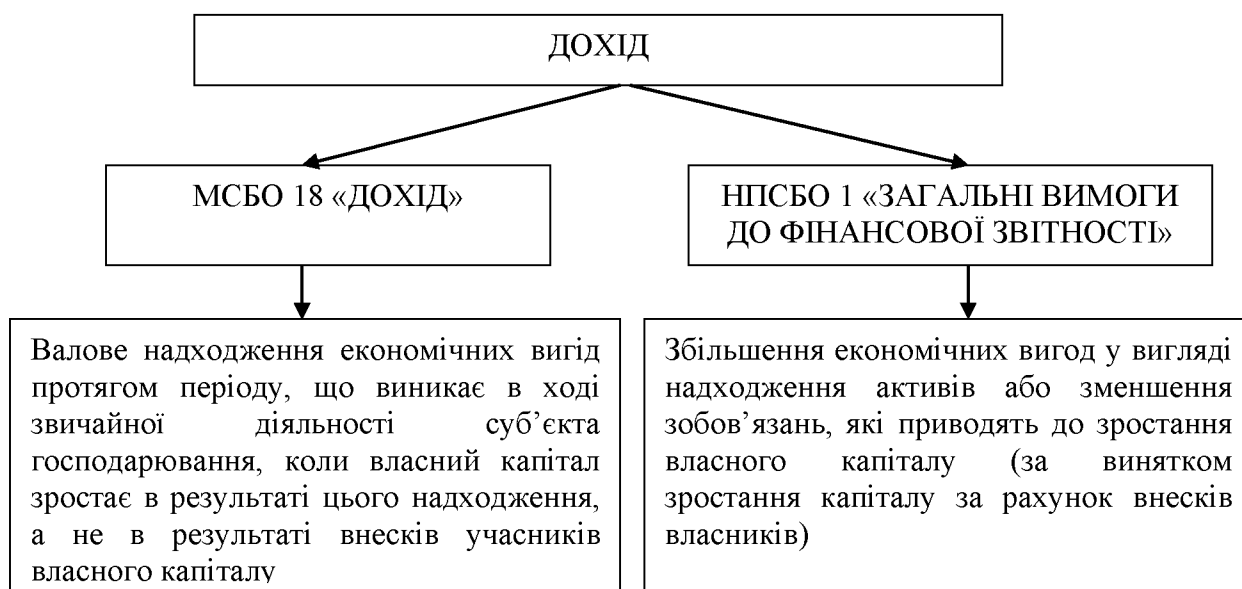 ДОХІД
МСБО 18 «ДОХІД»
НПСБО 1 «ЗАГАЛЬНІ ВИМОГИ
ДО ФІНАНСОВОЇ ЗВІТНОСТІ»
Валове надходження економічних вигід
протягом періоду, що виникає в ході
звичайної діяльності суб’єкта
господарювання, коли власний капітал
зростає в результаті цього надходження,
а не в результаті внесків учасників
власного капіталу
Збільшення економічних вигод у вигляді
надходження активів або зменшення
зобов’язань, які приводять до зростання
власного капіталу (за винятком
зростання капіталу за рахунок внесків
власників)